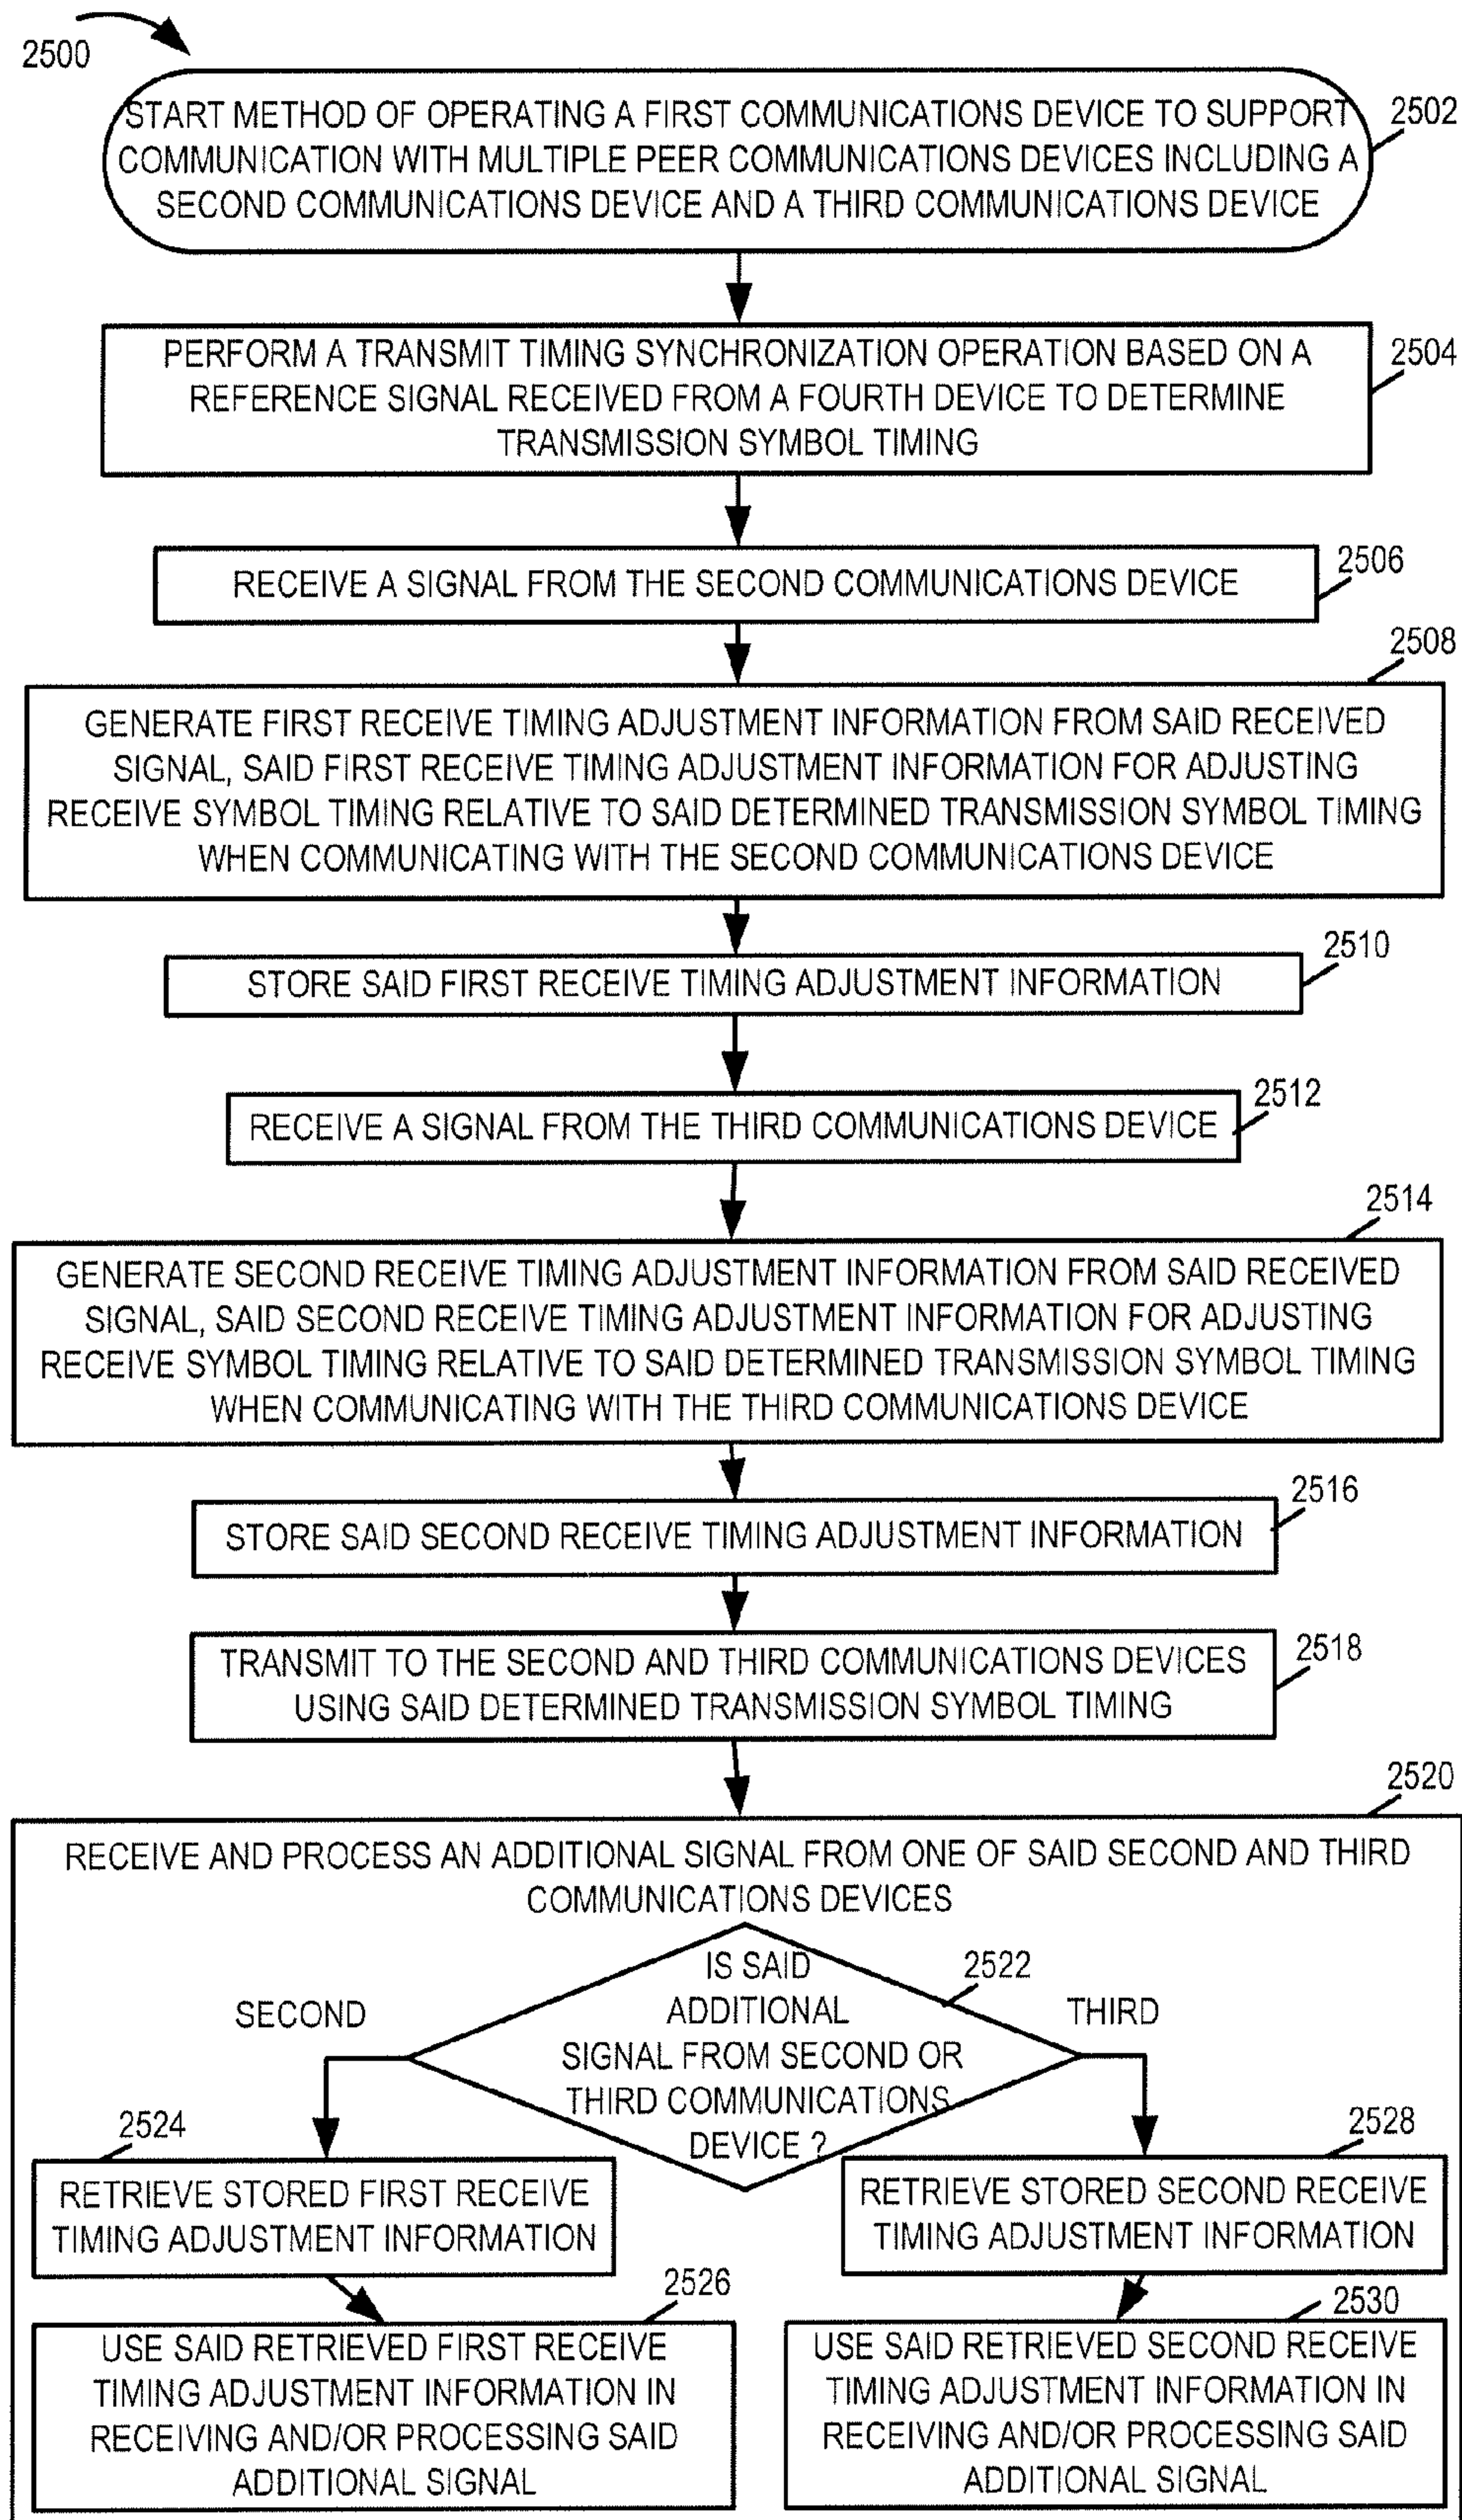 2500
START METHOD OF OPERATING A FIRST COMMUNICATIONS DEVICE TO SUPPORT
COMMUNICATION WITH MULTIPLE PEER COMMUNICATIONS DEVICES INCLUDING A
SECOND COMMUNICATIONS DEVICE AND A THIRD COMMUNICATIONS DEVICE
2502
PERFORM A TRANSMIT TIMING SYNCHRONIZATION OPERATION BASED ON A
REFERENCE SIGNAL RECEIVED FROM A FOURTH DEVICE TO DETERMINE
TRANSMISSION SYMBOL TIMING
2504
RECEIVE A SIGNAL FROM THE SECOND COMMUNICATIONS DEVICE
2506
2508
GENERATE FIRST RECEIVE TIMING ADJUSTMENT INFORMATION FROM SAID RECEIVED
SIGNAL, SAID FIRST RECEIVE TIMING ADJUSTMENT INFORMATION FOR ADJUSTING
RECEIVE SYMBOL TIMING RELATIVE TO SAID DETERMINED TRANSMISSION SYMBOL TIMING
WHEN COMMUNICATING WITH THE SECOND COMMUNICATIONS DEVICE
2510
STORE SAID FIRST RECEIVE TIMING ADJUSTMENT INFORMATION
2512
RECEIVE A SIGNAL FROM THE THIRD COMMUNICATIONS DEVICE
2514
GENERATE SECOND RECEIVE TIMING ADJUSTMENT INFORMATION FROM SAID RECEIVED
SIGNAL, SAID SECOND RECEIVE TIMING ADJUSTMENT INFORMATION FOR ADJUSTING
RECEIVE SYMBOL TIMING RELATIVE TO SAID DETERMINED TRANSMISSION SYMBOL TIMING
WHEN COMMUNICATING WITH THE THIRD COMMUNICATIONS DEVICE
2516
STORE SAID SECOND RECEIVE TIMING ADJUSTMENT INFORMATION
2518
TRANSMIT TO THE SECOND AND THIRD COMMUNICATIONS DEVICES
USING SAID DETERMINED TRANSMISSION SYMBOL TIMING
2520
RECEIVE AND PROCESS AN ADDITIONAL SIGNAL FROM ONE OF SAID SECOND AND THIRD
COMMUNICATIONS DEVICES
IS SAID
ADDITIONAL
SIGNAL FROM SECOND OR
THIRD COMMUNICATIONS
DEVICE ?
2522
SECOND
THIRD
2524
RETRIEVE STORED FIRST RECEIVE
TIMING ADJUSTMENT INFORMATION
2528
RETRIEVE STORED SECOND RECEIVE
TIMING ADJUSTMENT INFORMATION
2526
USE SAID RETRIEVED FIRST RECEIVE
TIMING ADJUSTMENT INFORMATION IN
RECEIVING AND/OR PROCESSING SAID
ADDITIONAL SIGNAL
2530
USE SAID RETRIEVED SECOND RECEIVE
TIMING ADJUSTMENT INFORMATION IN
RECEIVING AND/OR PROCESSING SAID
ADDITIONAL SIGNAL